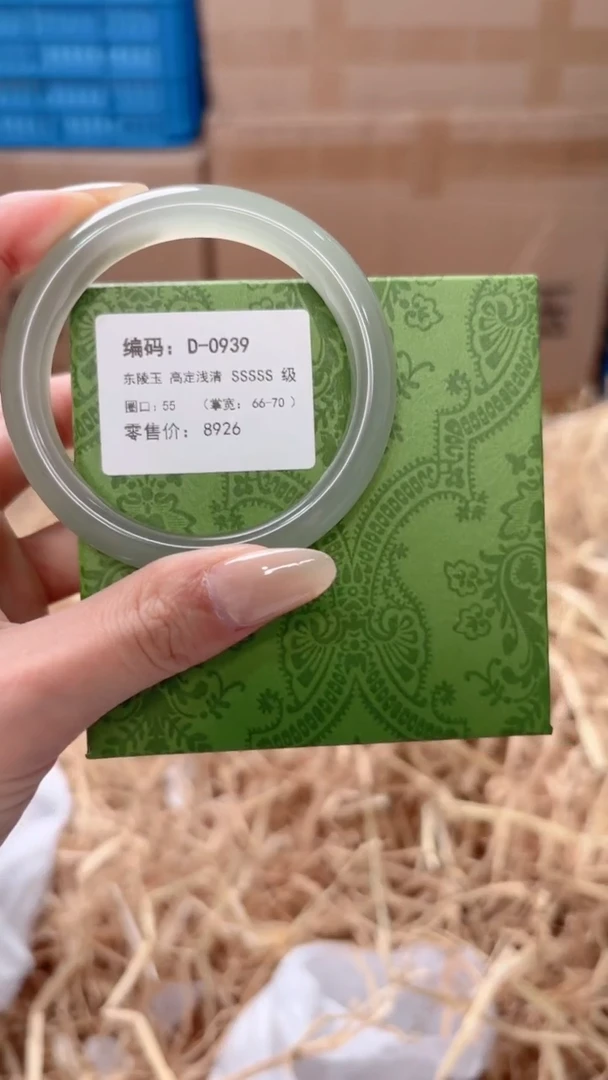 编码：D-0939
东陵玉 高定浅清 SSSSS 级
圈口：55 （掌宽：66-70 ）
零售价：8926